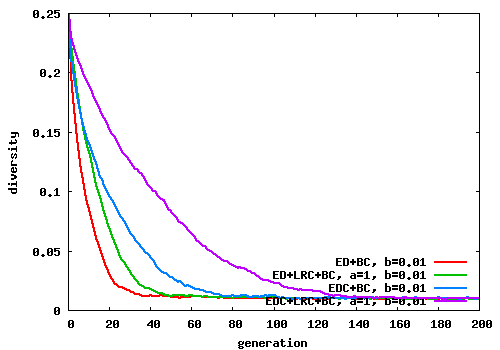 0.25
0.2
0.15
0.1
0.05
0
diversity
0 20 40 60 80 100 120 140 160 180 200
generation
ED+BC, b=0.01
ED+LRC+BC, a=1, b=0.01
EDC+BC, b=0.01
EDC+LRC+BC, a=1, b=0.01